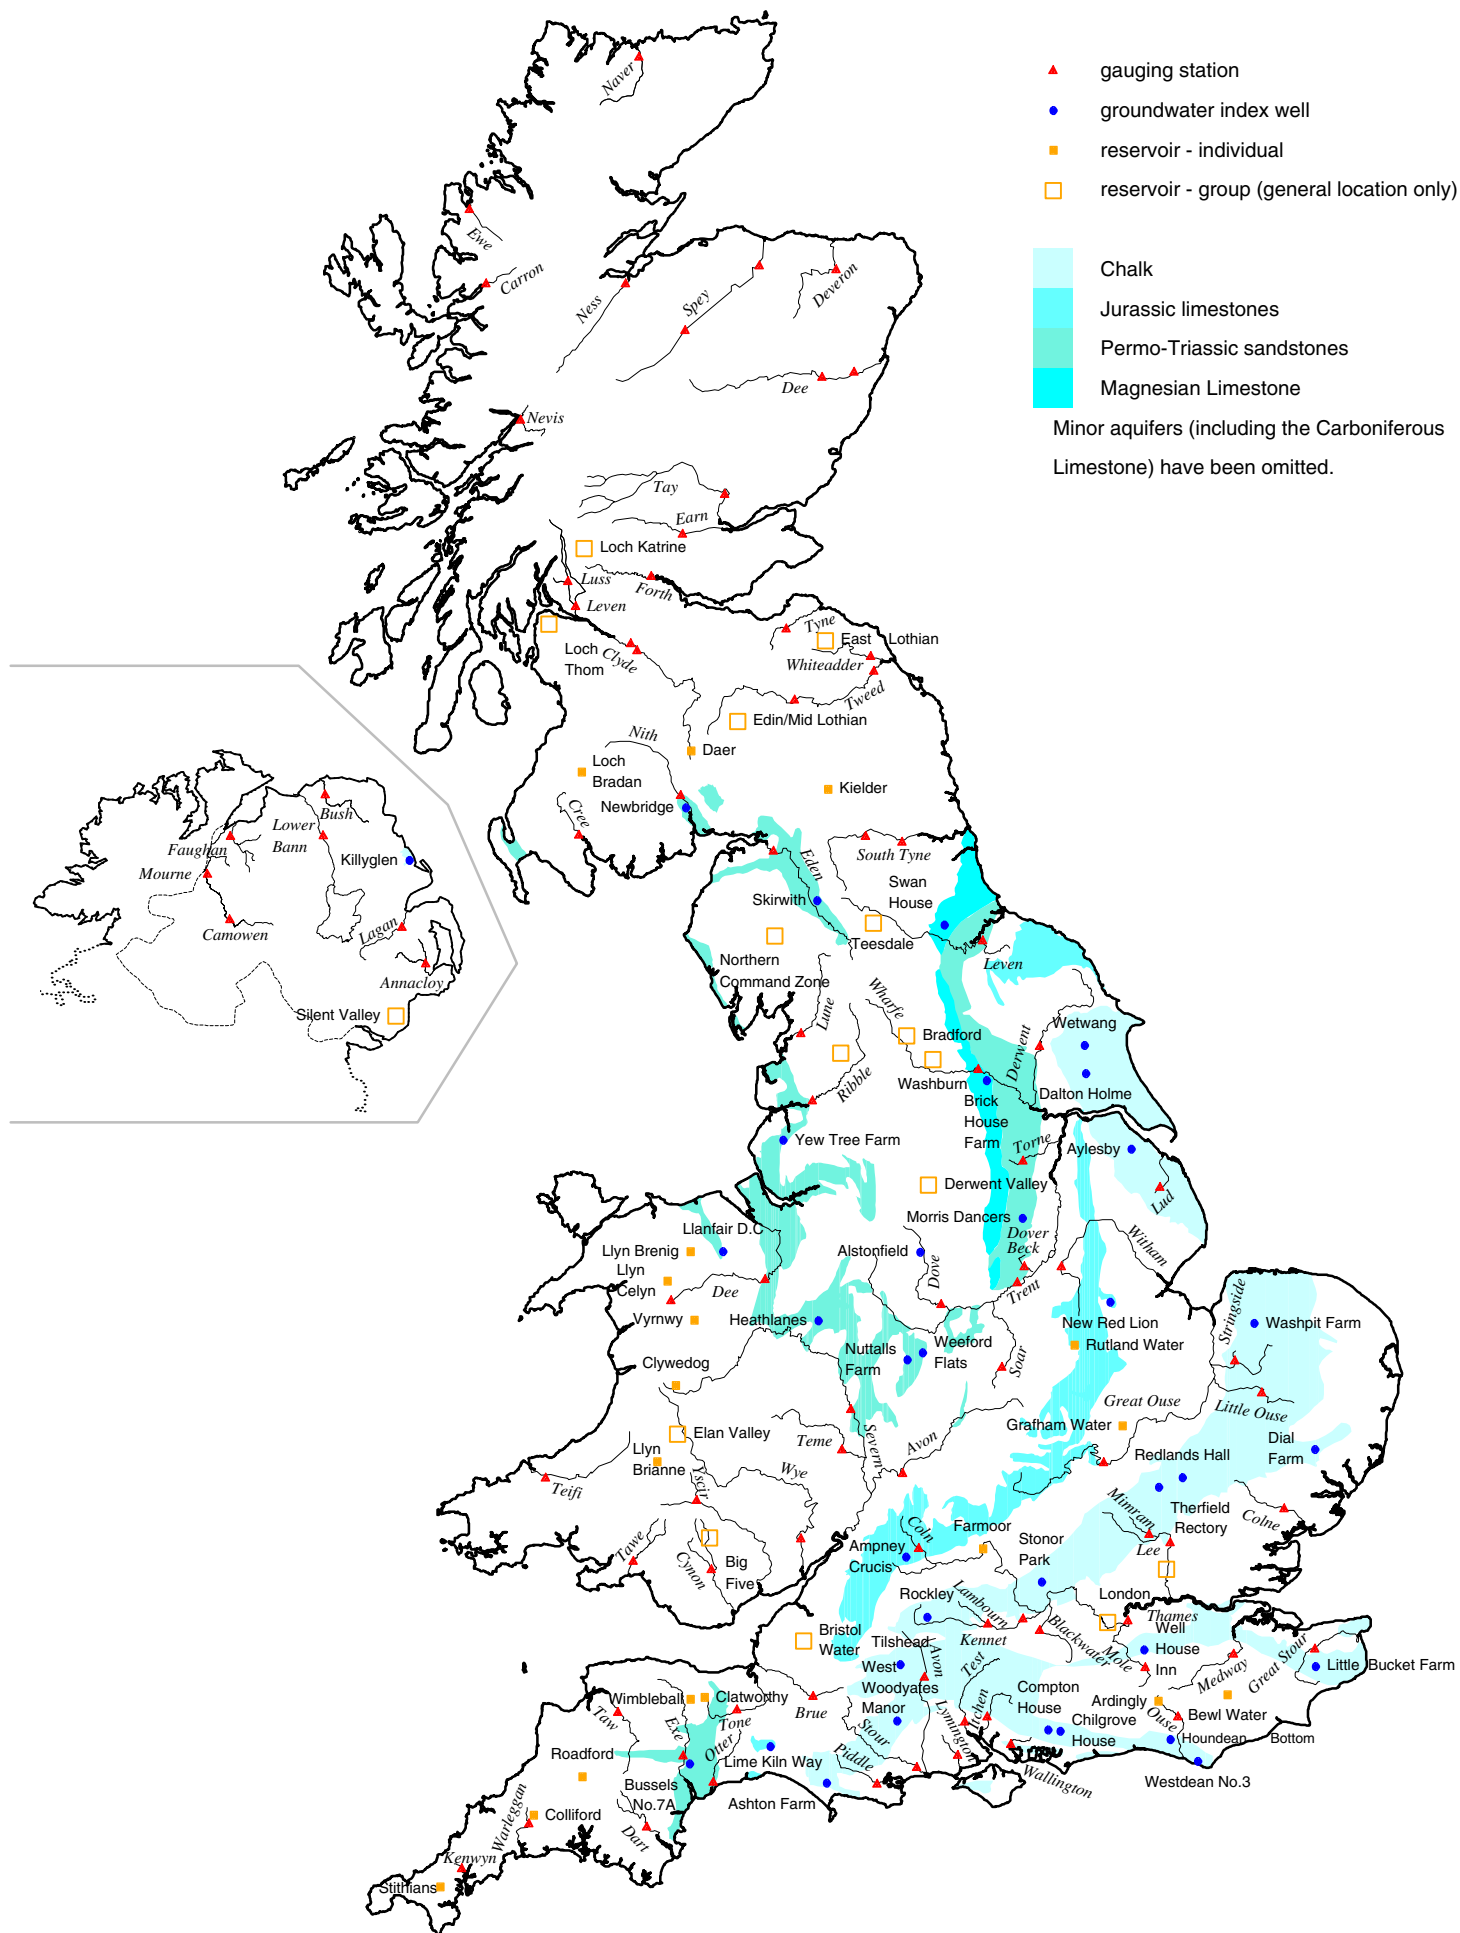 gauging station
groundwater index well
reservoir - individual
reservoir - group (general location only)
Chalk
Jurassic limestones
Permo-Triassic sandstones
Magnesian Limestone
Minor aquifers (including the Carboniferous
Limestone) have been omitted.
Naver
Ewe
Carron
Ness
Spey
Deveron
Dee
Nevis
Tay
Earn
Loch Katrine
Luss
Forth
Leven
Loch
Thom
Clyde
Tyne
East Lothian
Whiteadder
Tweed
Edin/Mid Lothian
Nith
Daer
Loch
Bradan
Kielder
Newbridge
Cree
Bush
Lower
Bann
Faughan
Mourne
Killyglen
Camowen
Lagan
Annacloy
Silent Valley
Eden
South Tyne
Swan
House
Skirwith
Teesdale
Northern
Command Zone
Leven
Lune
Wharfe
Bradford
Derwent
Wetwang
Washburn
Ribble
Dalton Holme
Brick
House
Farm
Yew Tree Farm
Torne
Aylesby
Derwent Valley
Lud
Morris Dancers
Llanfair D.C
Dover
Beck
Witham
Llyn Brenig
Alstonfield
Llyn
Celyn
Dee
Dove
Trent
Stringside
Vyrnwy
Heathlanes
New Red Lion
Washpit Farm
Nuttalls
Farm
Weeford
Flats
Soar
Rutland Water
Clywedog
Great Ouse
Little Ouse
Grafham Water
Elan Valley
Teme
Severn
Avon
Dial
Farm
Llyn
Brianne
Redlands Hall
Yscir
Wye
Teifi
Mimram
Therfield
Rectory
Colne
Coln
Farmoor
Ampney
Crucis
Stonor
Park
Lee
Tawe
Cynon
Big
Five
Rockley
Lambourn
London
Thames
Bristol
Water
Tilshead
Kennet
Blackwater
Well
House
Inn
Mole
Medway
Great Stour
Little Bucket Farm
West
Woodyates
Manor
Avon
Test
Itchen
Compton
House
Ardingly
Chilgrove
House
Ouse
Bewl Water
Houndean Bottom
Wimbleball
Clatworthy
Taw
Exe
Tone
Brue
Stour
Lymington
Otter
Roadford
Lime Kiln Way
Piddle
Wallington
Westdean No.3
Bussels
No.7A
Ashton Farm
Warleggan
Colliford
Dart
Kenwyn
Stithians